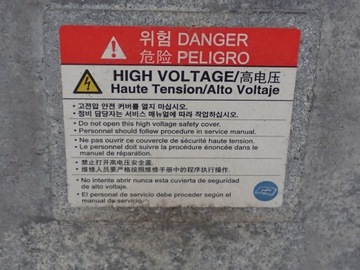 위험 DANGER
危险 PELIGRO
HIGH VOLTAGE/高电压
Haute Tension/Alto Voltaje
• 고전압 안전 커버를 열지 마십시오.
• 정비 담당자는 서비스 매뉴얼에 따라 작업하십시오.
• Do not open this high voltage safety cover.
• Personnel should follow procedure in service manual.
• Ne pas ouvrir ce couvercle de sécurité haute tension.
• Le personnel doit suivre la procédure énoncée dans le
manuel de réparation.
• 禁止打开高电压安全盖.
• 维修人员要严格按照维修手册中的程序执行操作.
• No intente abrir nunca esta cuvierta de seguridad
de alto voltaje.
• El personal de servicio debe proceder según el
manual de servicio.